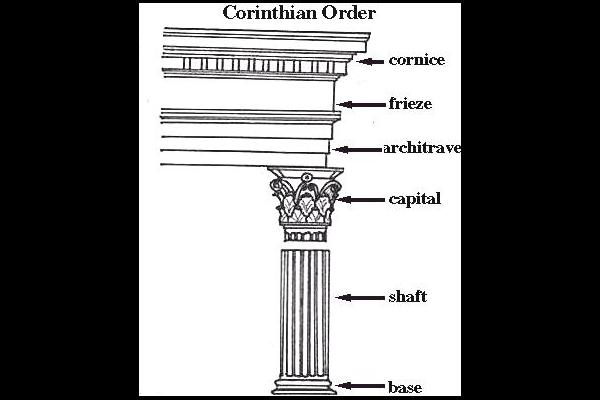 Corinthian Order
cornice
frieze
architrave
capital
shaft
base